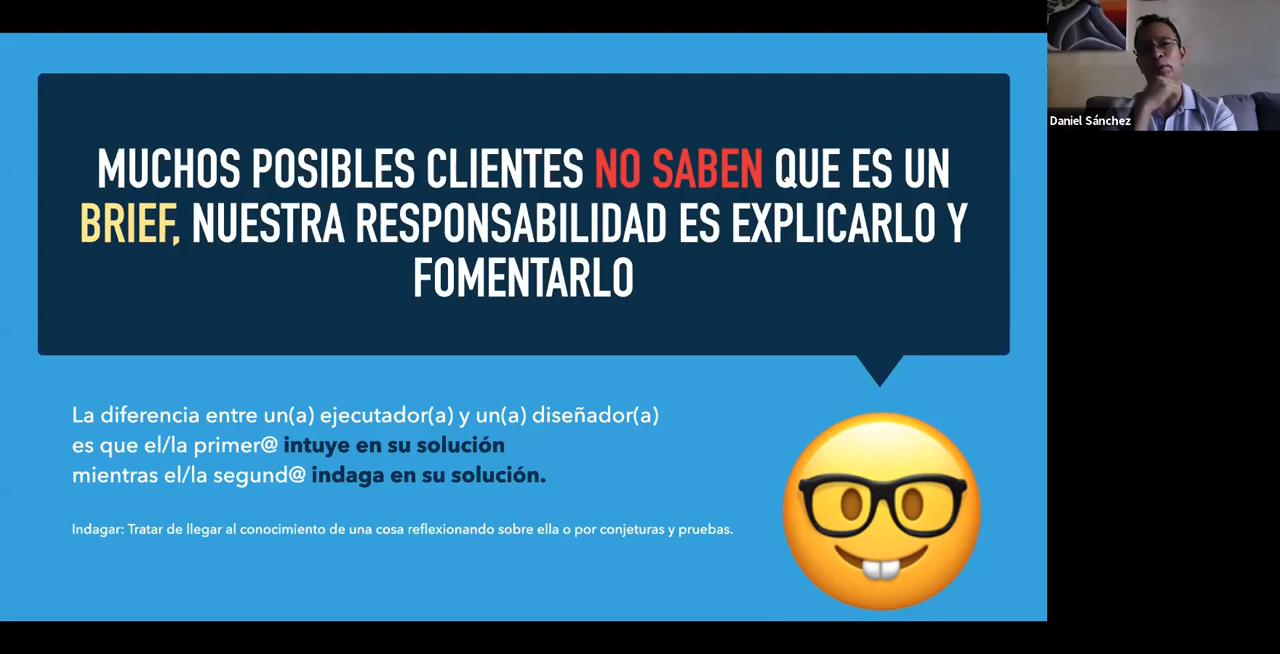 MUCHOS POSIBLES CLIENTES NO SABEN QUE ES UN
BRIEF, NUESTRA RESPONSABILIDAD ES EXPLICARLO Y
FOMENTARLO
La diferencia entre un(a) ejecutador(a) y un(a) diseñador(a)
es que el/la primer@ intuye en su solución
mientras el/la segund@ indaga en su solución.
Indagar: Tratar de llegar al conocimiento de una cosa reflexionando sobre ella o por conjeturas y pruebas.
Daniel Sánchez